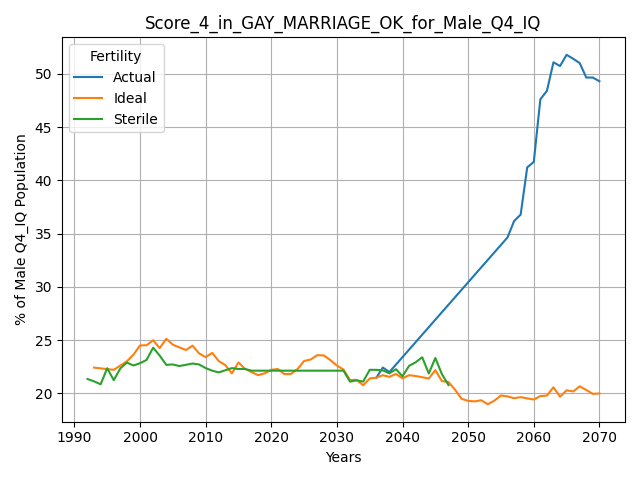 Score_4_in_GAY_MARRIAGE_OK_for_Male_Q4_IQ
Fertility
Actual
Ideal
Sterile
% of Male Q4_IQ Population
50
45
40
35
30
25
20
1990 2000 2010 2020 2030 2040 2050 2060 2070
Years